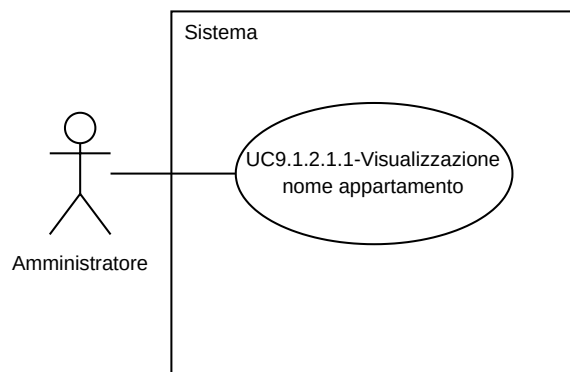 Sistema
UC9.1.2.1.1-Visualizzazione
nome appartamento
Amministratore